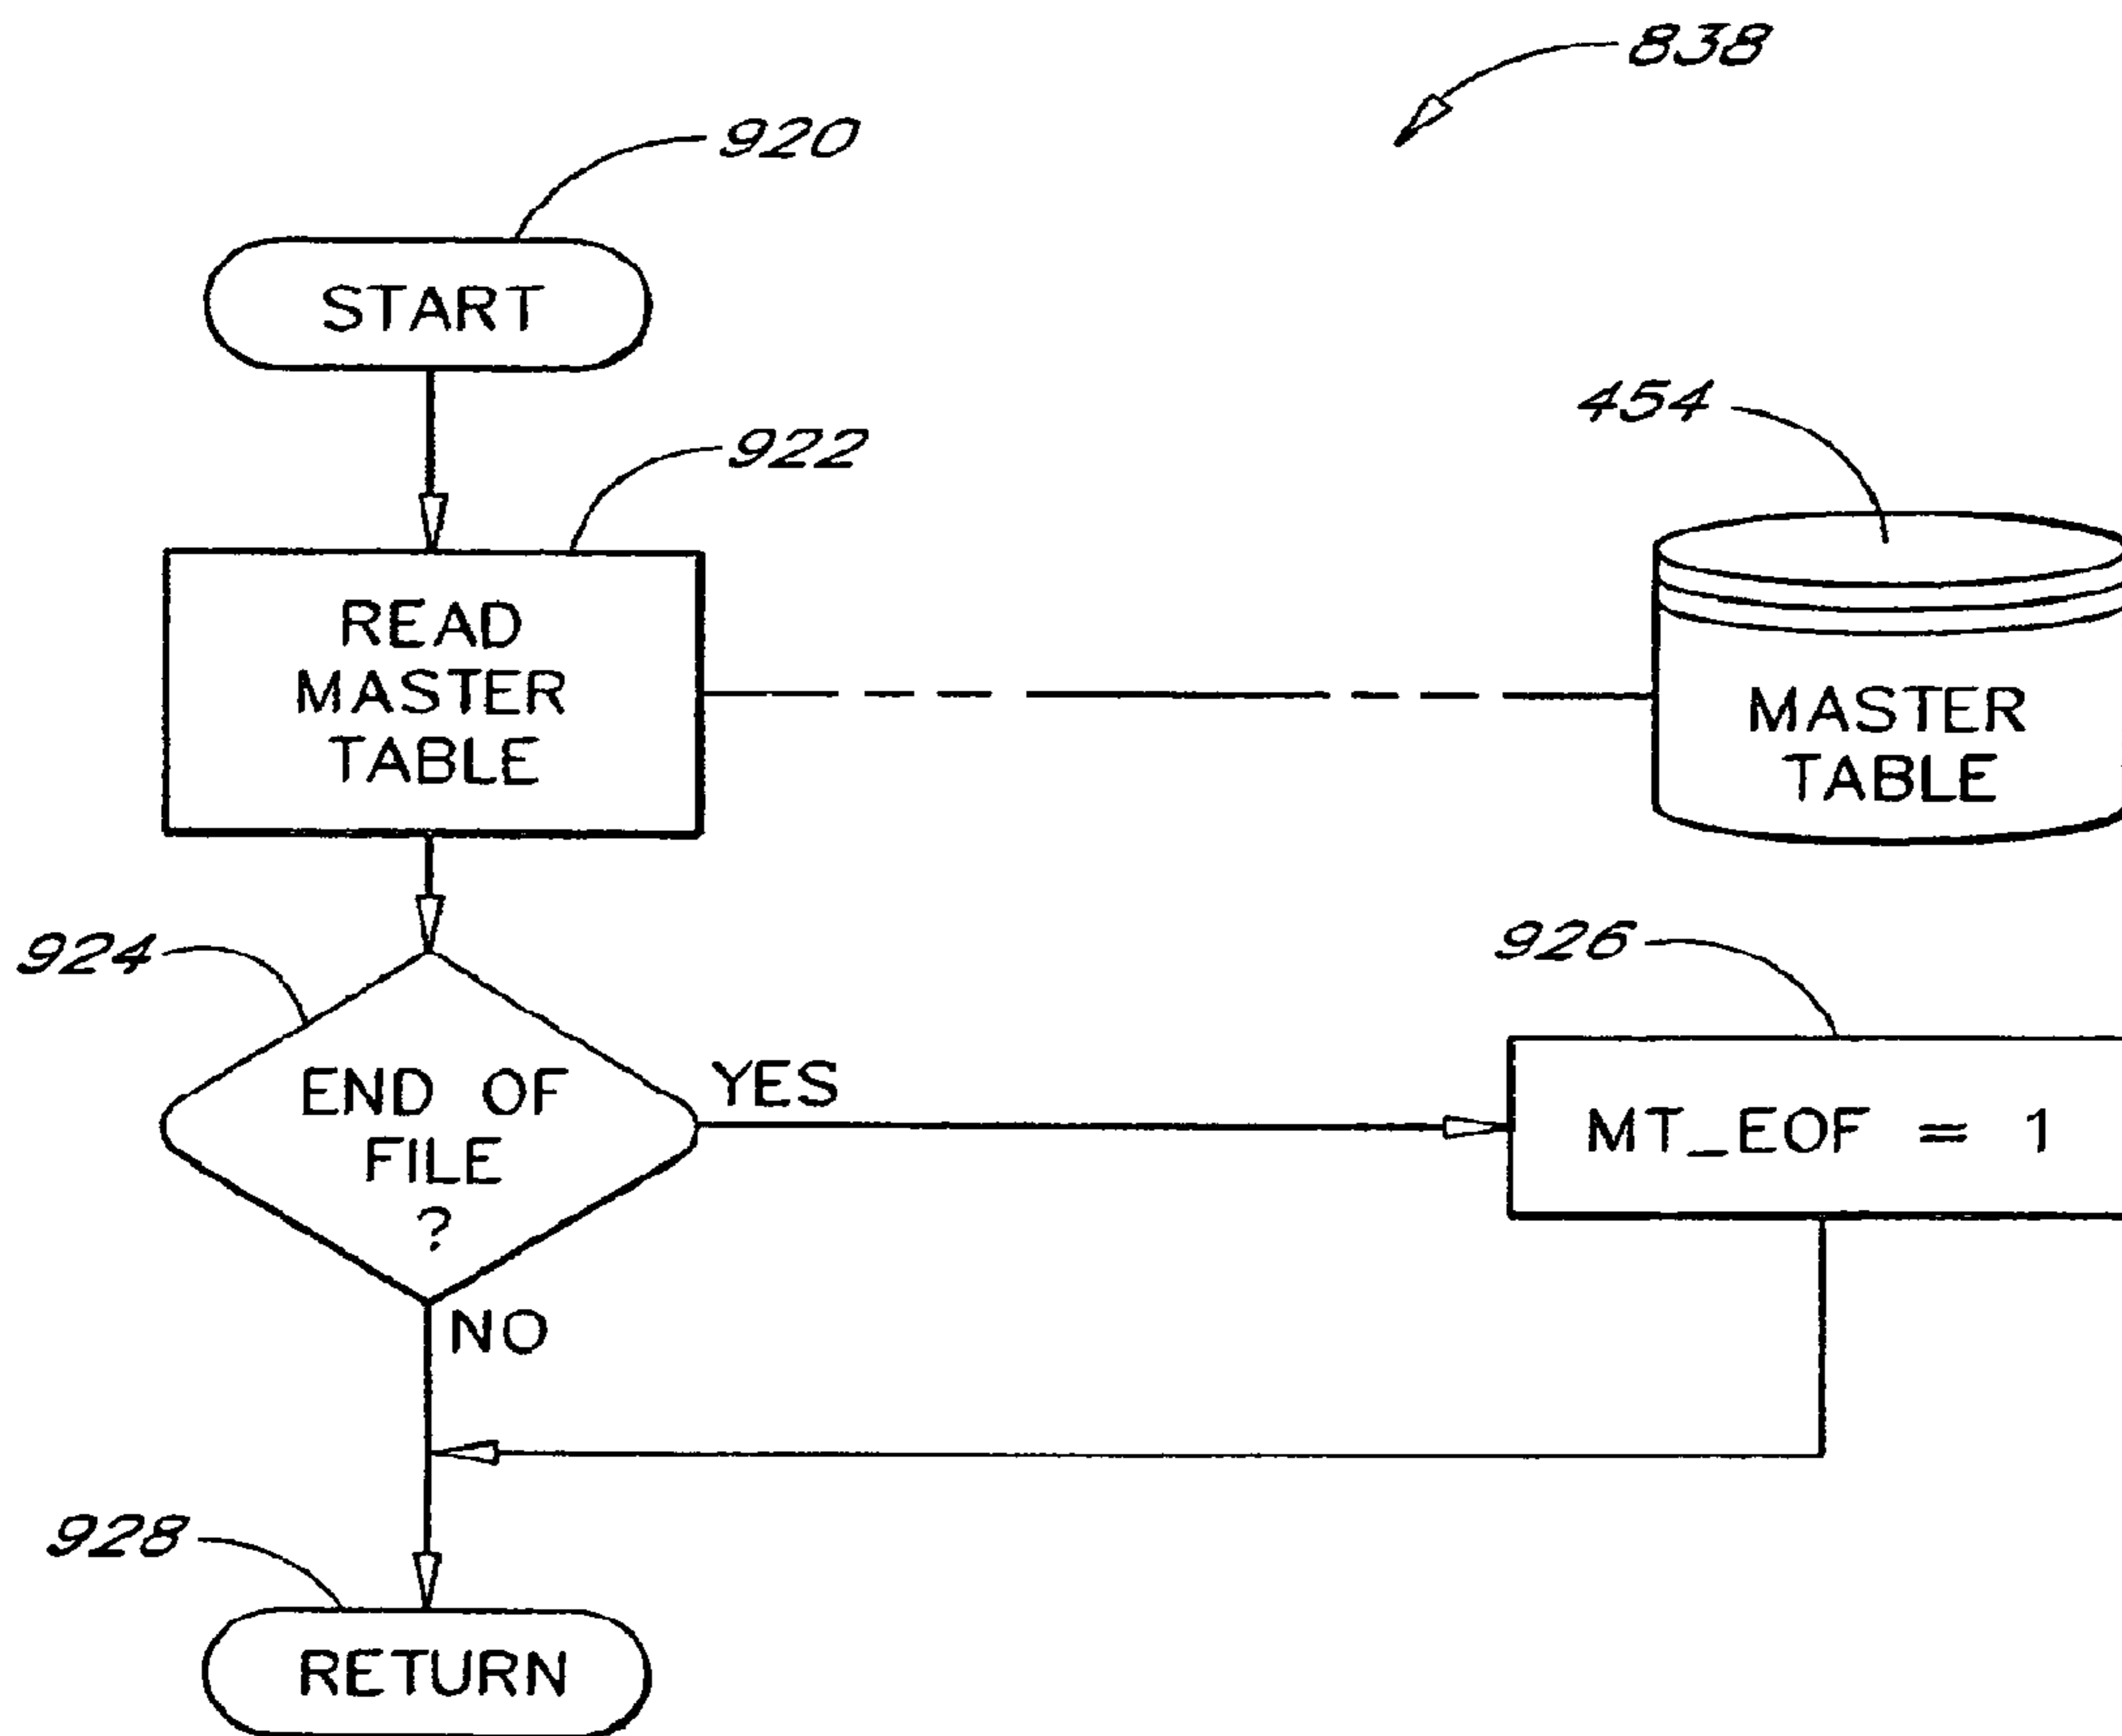 838
920
START
454
922
READ
MASTER
TABLE
MASTER
TABLE
924
926
END OF
FILE
?
YES
MT_EOF = 1
NO
928
RETURN